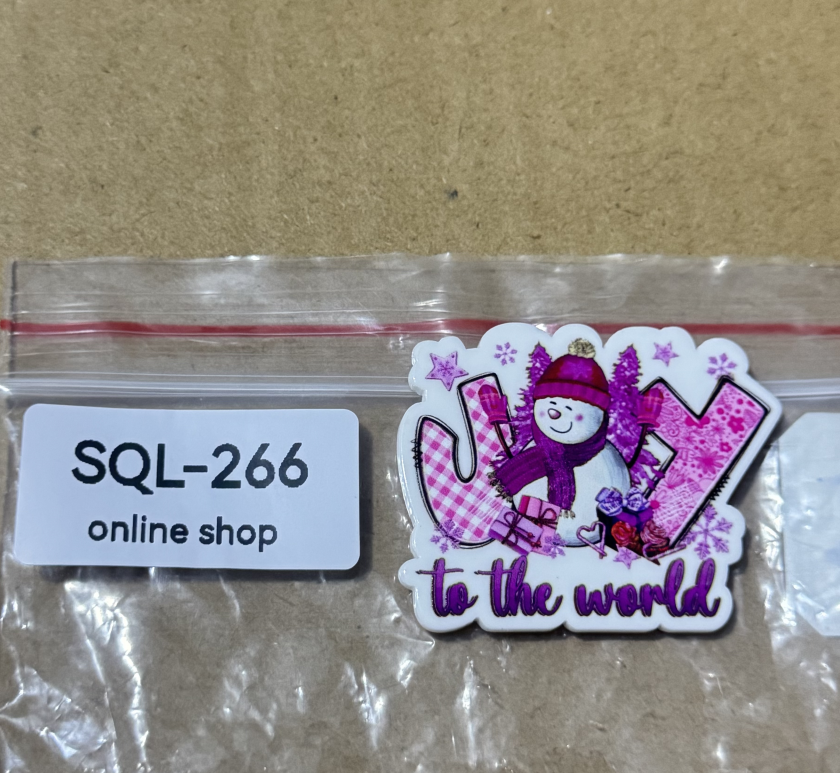 SQL-266
online shop
JOY
to the world